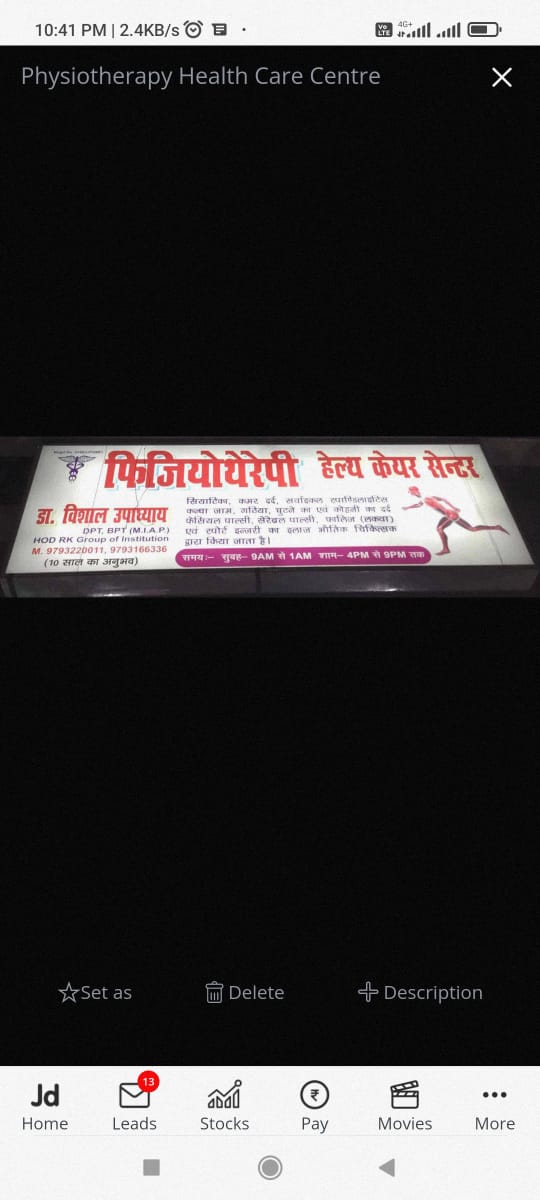 10:41 PM | 2.4KB/s
Vo LTE 4G+
Physiotherapy Health Care Centre
फिजियोथेरेपी हेल्थ केयर सेन्टर
डा. विशाल उपाध्याय
DPT, BPT (M.I.A.P.)
HOD RK Group of Institution
M. 9793220011, 9793166336
(10 साल का अनुभव)
सियाटिका, कमर दर्द, सर्वाइकल स्पाण्डिलाइटिस
कन्धा जाम, गठिया, घुटने का एवं कोहनी का दर्द
फेसियल पाल्सी, सेरेब्रल पाल्सी, फालिज (लकवा)
एवं स्पोर्ट इन्जरी का इलाज भौतिक चिकित्सक
द्वारा किया जाता है।
समय:– सुबह– 9AM से 1AM शाम– 4PM से 9PM तक
Set as Delete Description
13
Jd
Home Leads Stocks Pay Movies More